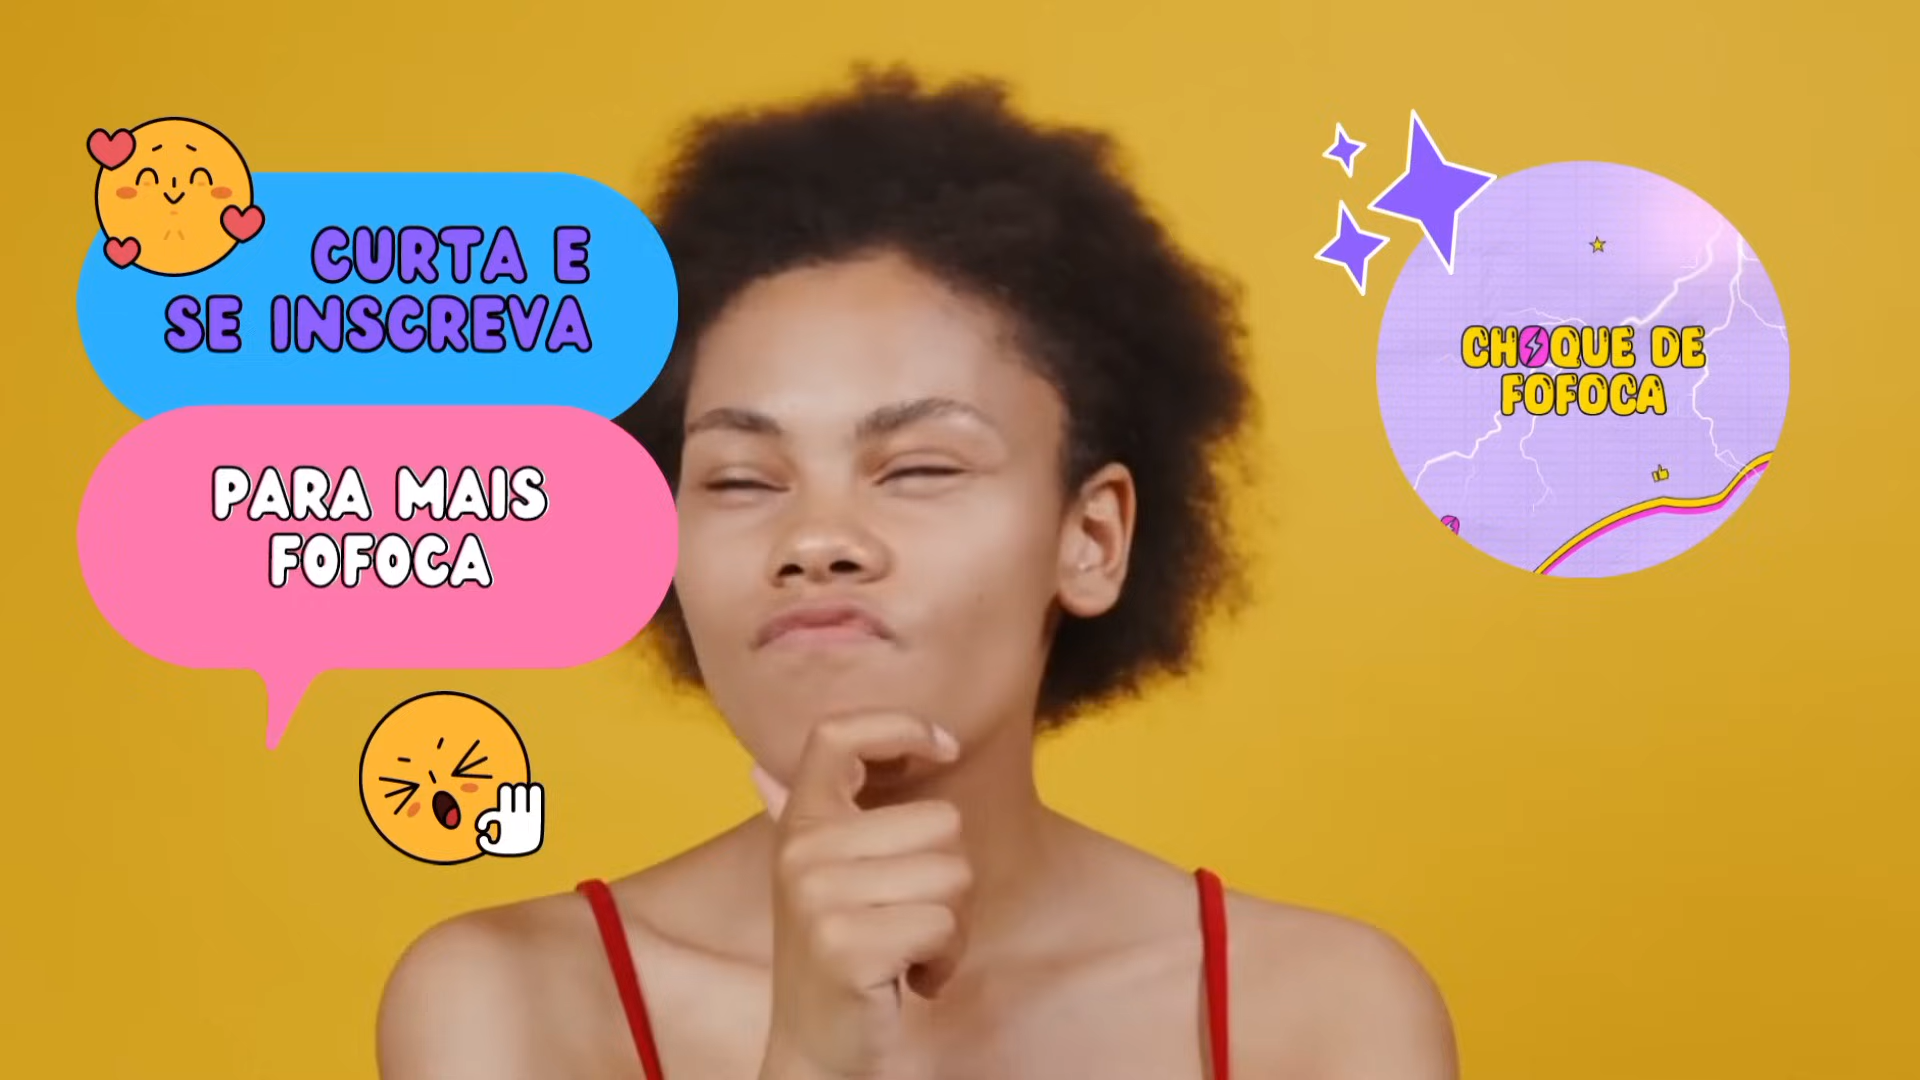 CURTA E
SE INSCREVA
PARA MAIS
FOFOCA
CHOQUE DE
FOFOCA